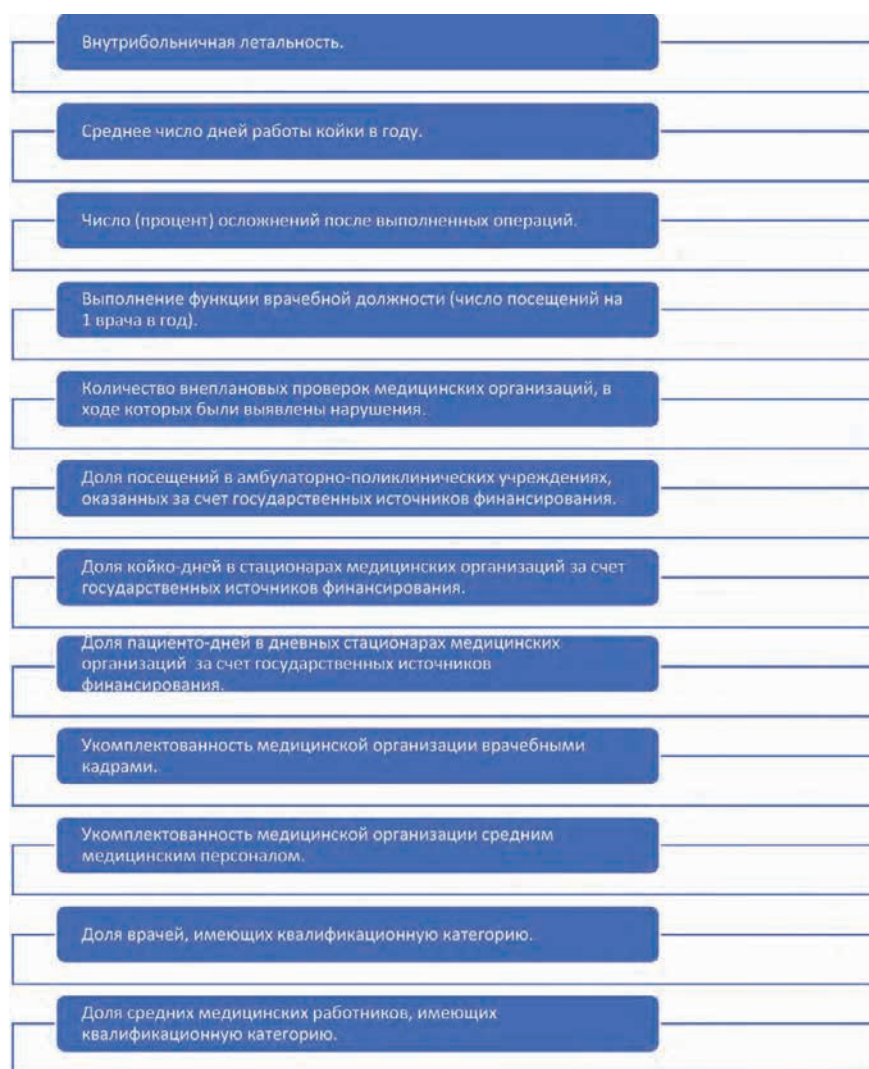 Внутрибольничная летальность.
Среднее число дней работы койки в году.
Число (процент) осложнений после выполненных операций.
Выполнение функции врачебной должности (число посещений на
1 врача в год).
Количество внеплановых проверок медицинских организаций, в
ходе которых были выявлены нарушения.
Доля посещений в амбулаторно-поликлинических учреждениях,
оказанных за счет государственных источников финансирования.
Доля койко-дней в стационарах медицинских организаций за счет
государственных источников финансирования.
Доля пациенто-дней в дневных стационарах медицинских
организаций за счет государственных источников
финансирования.
Укомплектованность медицинской организации врачебными
кадрами.
Укомплектованность медицинской организации средним
медицинским персоналом.
Доля врачей, имеющих квалификационную категорию.
Доля средних медицинских работников, имеющих
квалификационную категорию.